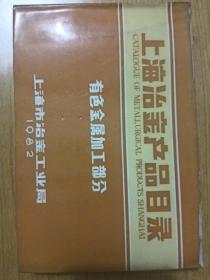 上海冶金产品目录
CATALOGUE OF METALLURGICAL PRODUCTS SHANGHAI
有色金属加工部分
上海市冶金工业局
1982